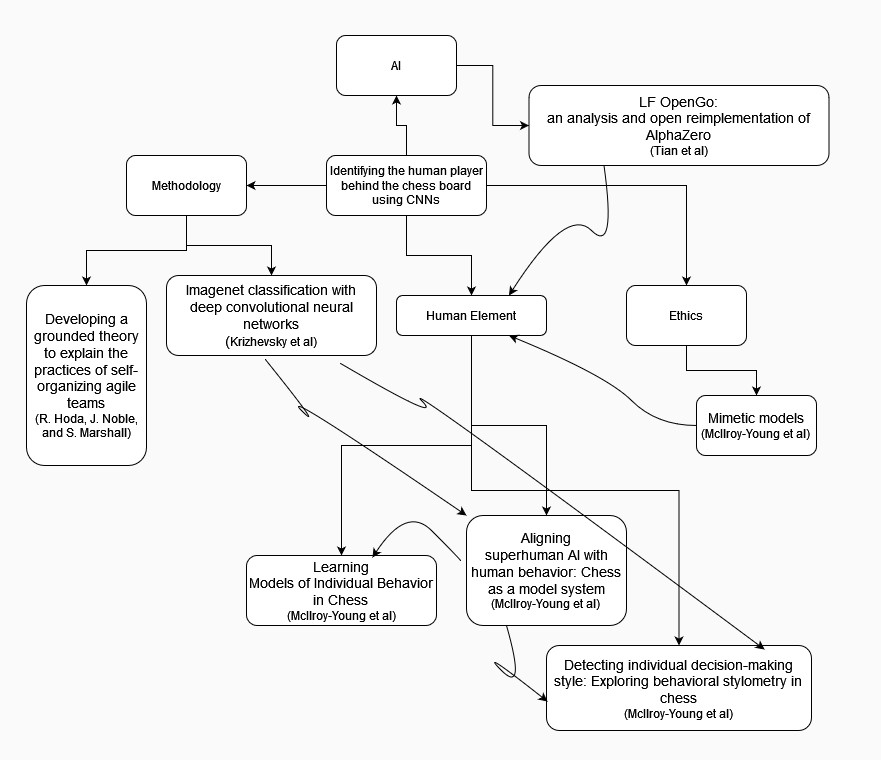 AI
LF OpenGo:
an analysis and open reimplementation of
AlphaZero
(Tian et al)
Methodology
Identifying the human player
behind the chess board
using CNNs
Developing a
grounded theory
to explain the
practices of self-
organizing agile
teams
(R. Hoda, J. Noble,
and S. Marshall)
Imagenet classification with
deep convolutional neural
networks
(Krizhevsky et al)
Human Element
Ethics
Mimetic models
(McIlroy-Young et al)
Learning
Models of Individual Behavior
in Chess
(McIlroy-Young et al)
Aligning
superhuman AI with
human behavior: Chess
as a model system
(McIlroy-Young et al)
Detecting individual decision-making
style: Exploring behavioral stylometry in
chess
(McIlroy-Young et al)